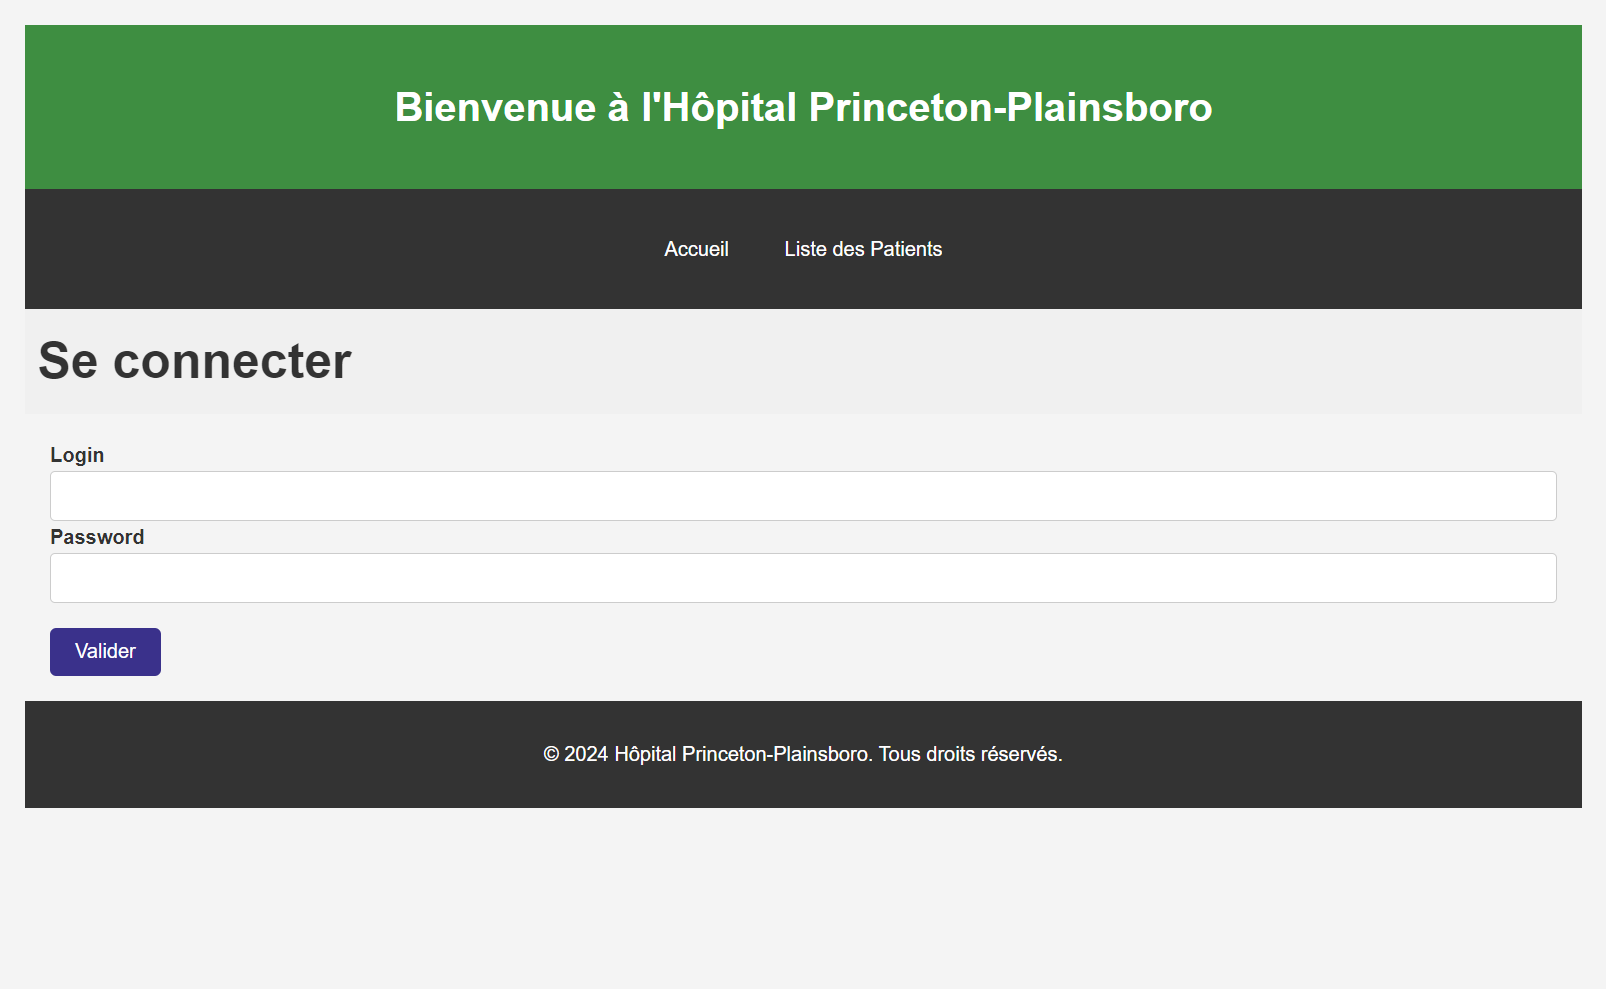 Bienvenue à l'Hôpital Princeton-Plainsboro
Accueil Liste des Patients
Se connecter
Login
Password
Valider
© 2024 Hôpital Princeton-Plainsboro. Tous droits réservés.